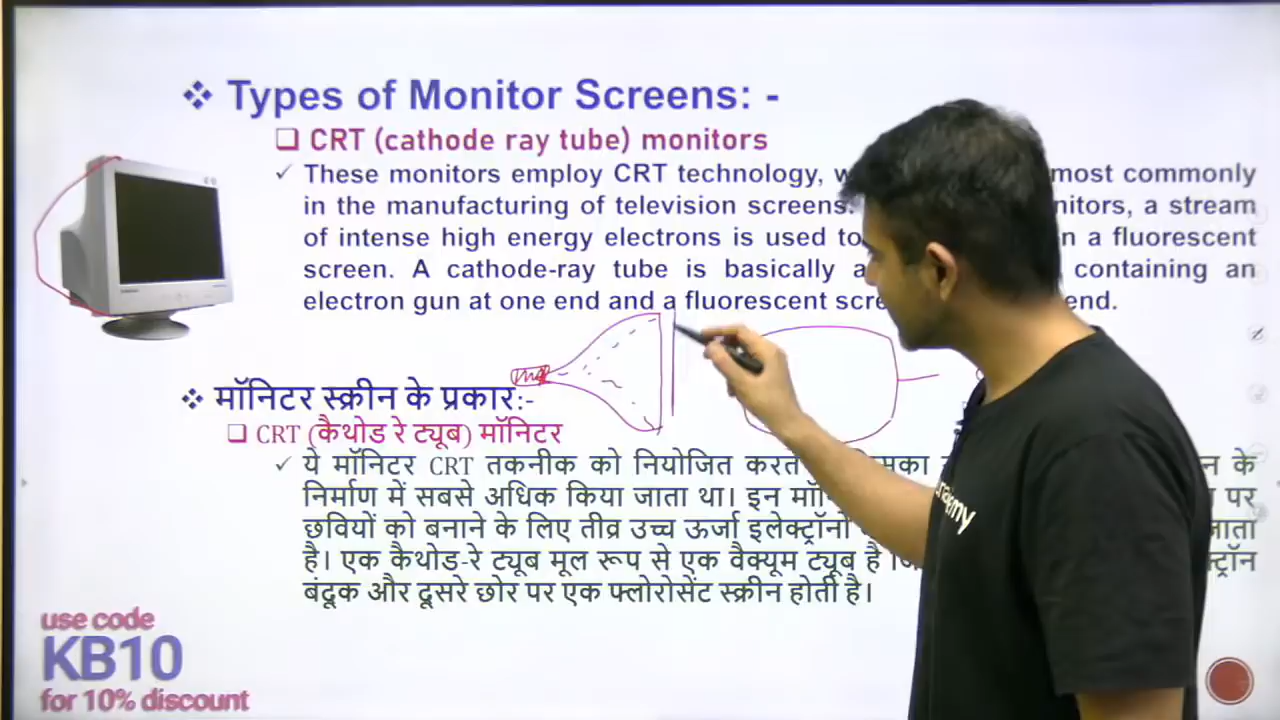 ❖ Types of Monitor Screens: -
❑ CRT (cathode ray tube) monitors
✓ These monitors employ CRT technology, most commonly
in the manufacturing of television screens. a stream
of intense high energy electrons is used to a fluorescent
screen. A cathode-ray tube is basically containing an
electron gun at one end and a fluorescent end.
❖ मॉनिटर स्क्रीन के प्रकार:-
❑ CRT (कैथोड रे ट्यूब) मॉनिटर
✓ ये मॉनिटर CRT तकनीक को नियोजित करते के
निर्माण में सबसे अधिक किया जाता था। इन पर
छवियों को बनाने के लिए तीव्र उच्च ऊर्जा इलेक्ट्रॉनों जाता
है। एक कैथोड-रे ट्यूब मूल रूप से एक वैक्यूम ट्यूब है
बंदूक और दूसरे छोर पर एक फ्लोरोसेंट स्क्रीन होती है।
use code
KB10
for 10% discount